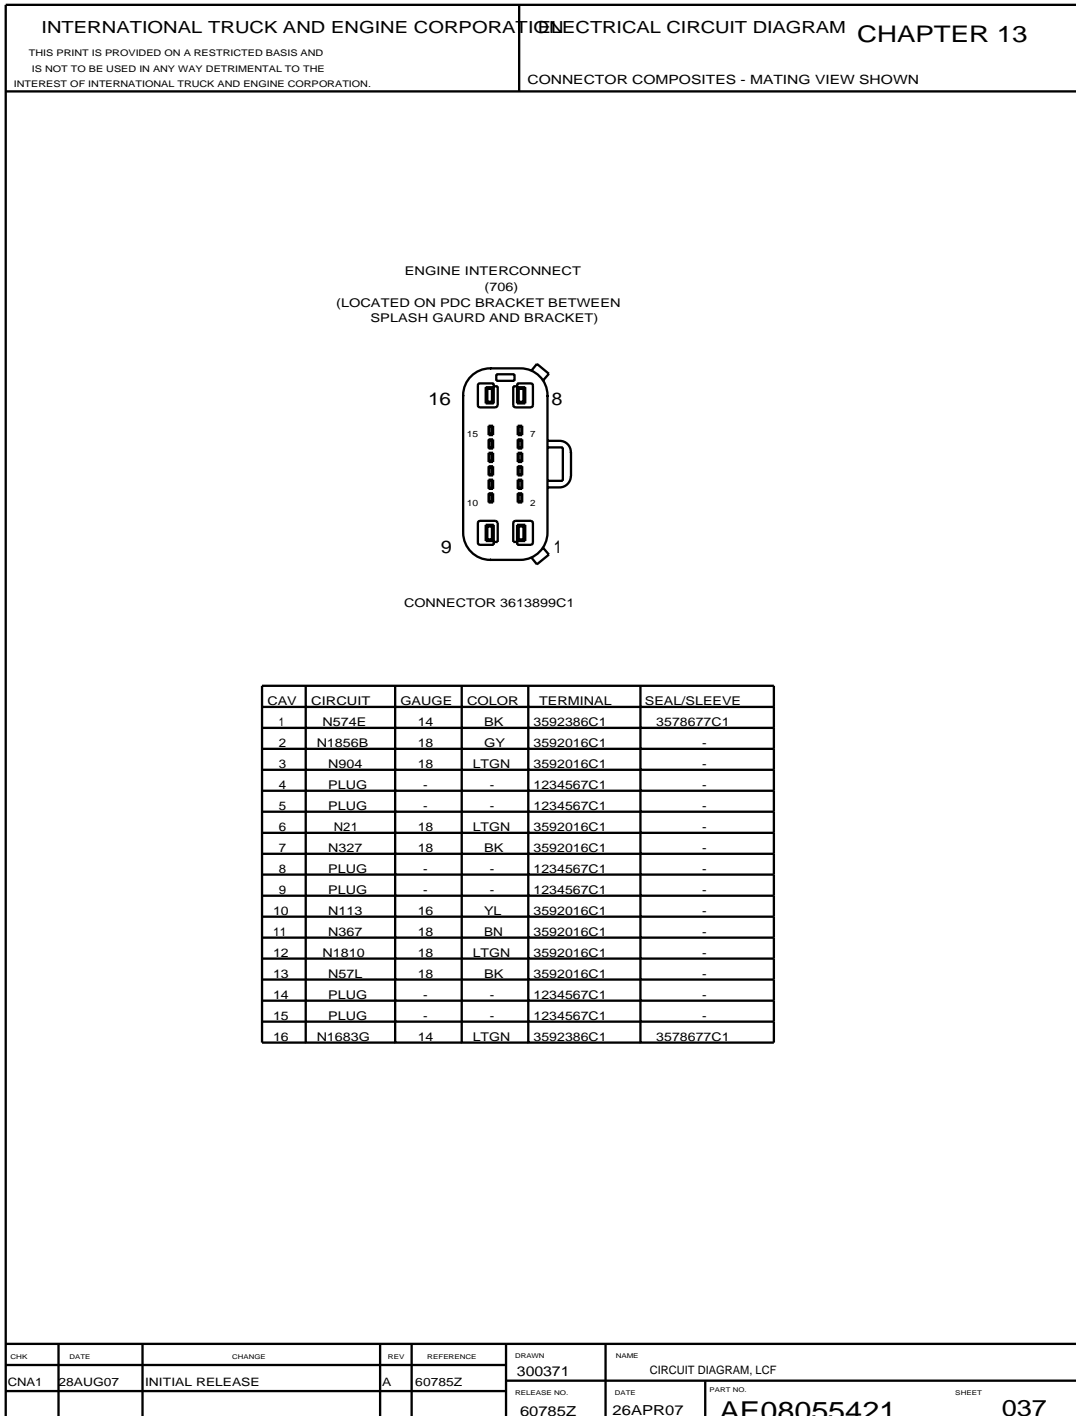 INTERNATIONAL TRUCK AND ENGINE CORPORATION
THIS PRINT IS PROVIDED ON A RESTRICTED BASIS AND
IS NOT TO BE USED IN ANY WAY DETRIMENTAL TO THE
INTEREST OF INTERNATIONAL TRUCK AND ENGINE CORPORATION.
ELECTRICAL CIRCUIT DIAGRAM CHAPTER 13
CONNECTOR COMPOSITES - MATING VIEW SHOWN
ENGINE INTERCONNECT
(706)
(LOCATED ON PDC BRACKET BETWEEN
SPLASH GAURD AND BRACKET)
16 8
15 7
10 2
9 1
CONNECTOR 3613899C1
CAV CIRCUIT GAUGE COLOR TERMINAL SEAL/SLEEVE
1 N574E 14 BK 3592386C1 3578677C1
2 N1856B 18 GY 3592016C1 -
3 N904 18 LTGN 3592016C1 -
4 PLUG - - 1234567C1 -
5 PLUG - - 1234567C1 -
6 N21 18 LTGN 3592016C1 -
7 N327 18 BK 3592016C1 -
8 PLUG - - 1234567C1 -
9 PLUG - - 1234567C1 -
10 N113 16 YL 3592016C1 -
11 N367 18 BN 3592016C1 -
12 N1810 18 LTGN 3592016C1 -
13 N57L 18 BK 3592016C1 -
14 PLUG - - 1234567C1 -
15 PLUG - - 1234567C1 -
16 N1683G 14 LTGN 3592386C1 3578677C1
CHK DATE CHANGE REV REFERENCE
CNA1 28AUG07 INITIAL RELEASE A 60785Z
DRAWN
300371
NAME
CIRCUIT DIAGRAM, LCF
RELEASE NO.
60785Z
DATE
26APR07
PART NO.
AE08055421
SHEET
037